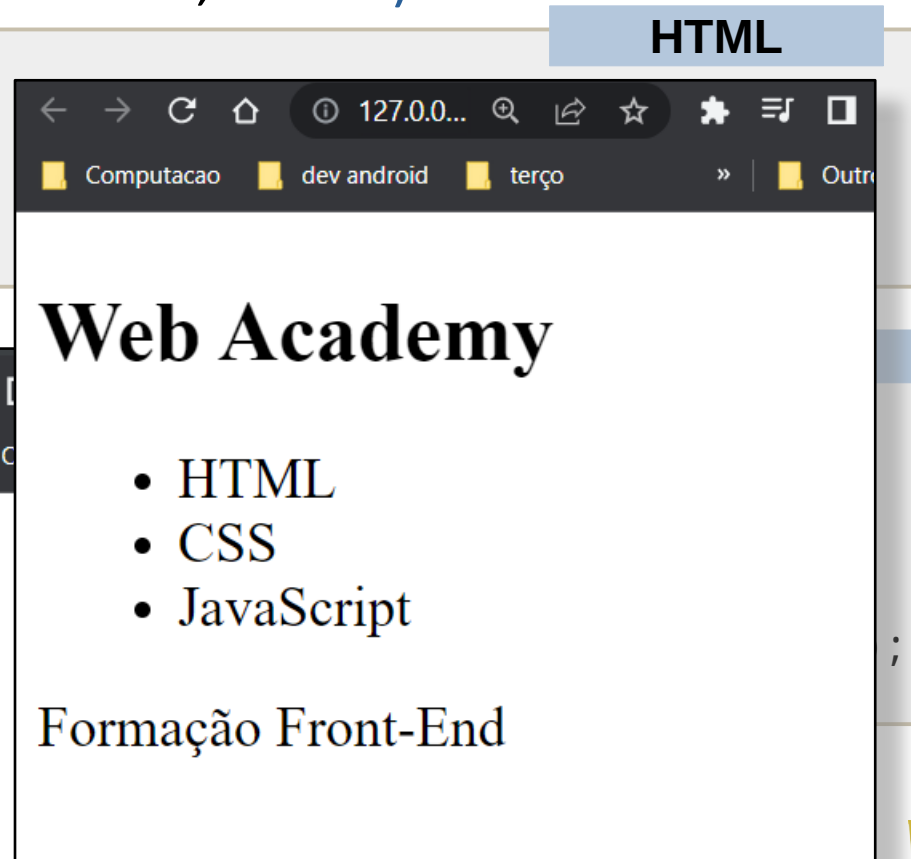 HTML
127.0.0...
Computacao dev android terço » Outro
Web Academy
• HTML
• CSS
• JavaScript
;
Formação Front-End